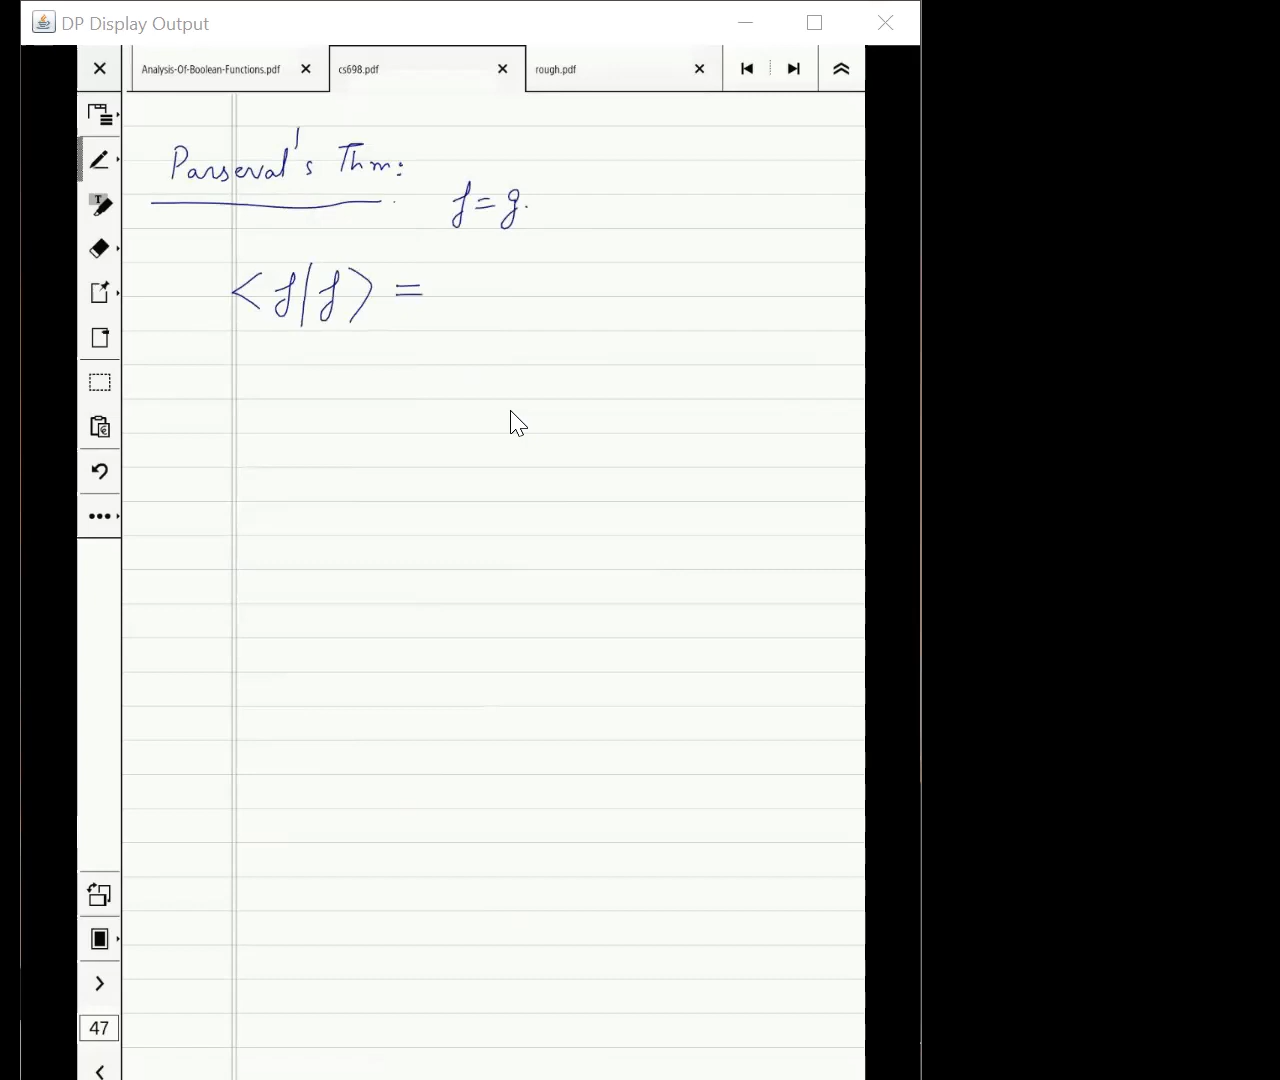 DP Display Output
Analysis-Of-Boolean-Functions.pdf
cs698.pdf
rough.pdf
Parseval's Thm:
f = g.
<f|f> =
47